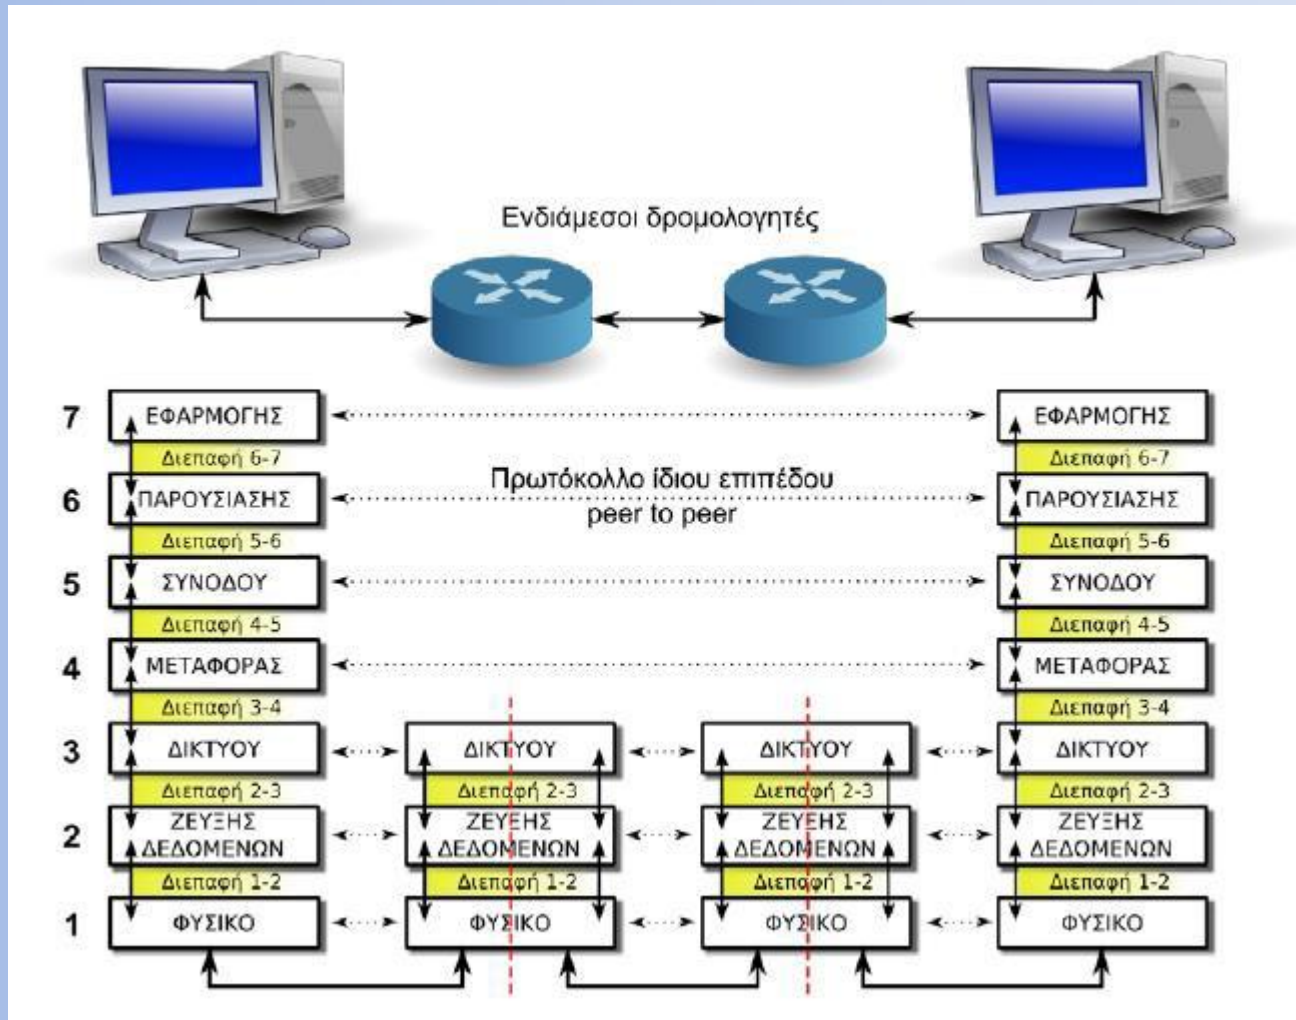 Ενδιάμεσοι δρομολογητές
7 ΕΦΑΡΜΟΓΗΣ ΕΦΑΡΜΟΓΗΣ
Διεπαφή 6-7 Διεπαφή 6-7
Πρωτόκολλο ίδιου επιπέδου
6 ΠΑΡΟΥΣΙΑΣΗΣ ΠΑΡΟΥΣΙΑΣΗΣ
peer to peer
Διεπαφή 5-6 Διεπαφή 5-6
5 ΣΥΝΟΔΟΥ ΣΥΝΟΔΟΥ
Διεπαφή 4-5 Διεπαφή 4-5
4 ΜΕΤΑΦΟΡΑΣ ΜΕΤΑΦΟΡΑΣ
Διεπαφή 3-4 Διεπαφή 3-4
3 ΔΙΚΤΥΟΥ ΔΙΚΤΥΟΥ ΔΙΚΤΥΟΥ ΔΙΚΤΥΟΥ
Διεπαφή 2-3 Διεπαφή 2-3 Διεπαφή 2-3 Διεπαφή 2-3
ΖΕΥΞΗΣ ΖΕΥΞΗΣ ΖΕΥΞΗΣ ΖΕΥΞΗΣ
2 ΔΕΔΟΜΕΝΩΝ ΔΕΔΟΜΕΝΩΝ ΔΕΔΟΜΕΝΩΝ ΔΕΔΟΜΕΝΩΝ
Διεπαφή 1-2 Διεπαφή 1-2 Διεπαφή 1-2 Διεπαφή 1-2
1 ΦΥΣΙΚΟ ΦΥΣΙΚΟ ΦΥΣΙΚΟ ΦΥΣΙΚΟ